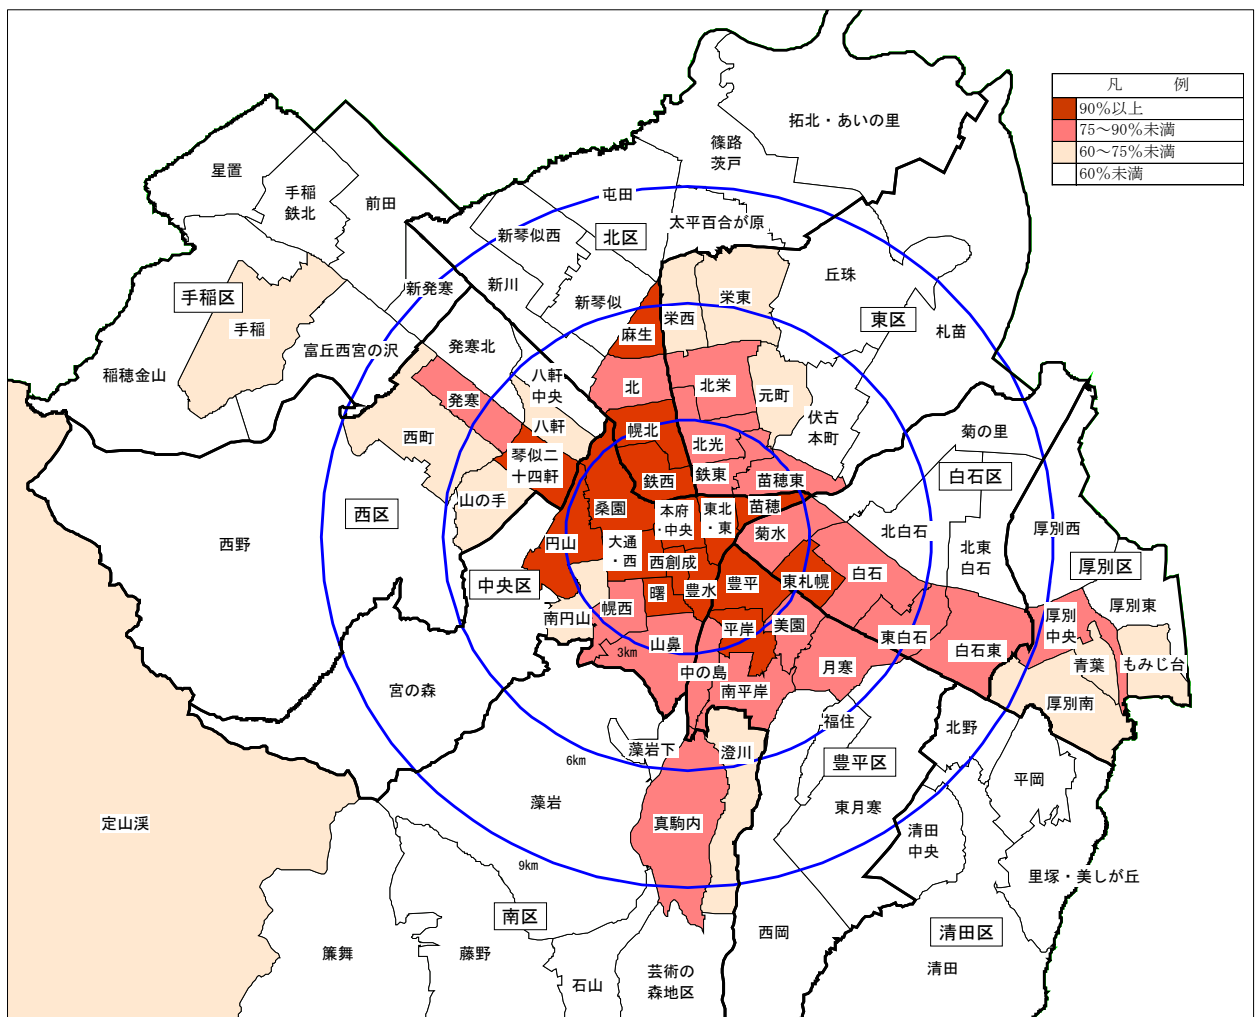 凡　例
90%以上
75～90%未満
60～75%未満
60%未満
拓北・あいの里
篠路
茨戸
星置
手稲
鉄北
前田
屯田
太平百合が原
新琴似西
北区
丘珠
手稲区
新発寒
新川
新琴似
栄西
栄東
東区
手稲
麻生
札苗
富丘西宮の沢
発寒北
稲穂金山
八軒
中央
北
北栄
元町
発寒
伏古
本町
西町
八軒
幌北
北光
菊の里
琴似二
十四軒
鉄西
鉄東
苗穂東
白石区
山の手
桑園
本府
・中央
東北
・東
苗穂
西区
厚別西
西野
円山
大通
・西
菊水
北白石
北東
白石
厚別区
西創成
中央区
曙
豊水
豊平
東札幌
白石
厚別東
南円山
幌西
平岸
美園
厚別
中央
東白石
山鼻
白石東
3km
中の島
月寒
青葉
もみじ台
宮の森
南平岸
厚別南
福住
北野
藻岩下
澄川
6km
豊平区
平岡
藻岩
東月寒
定山渓
真駒内
清田
中央
9km
里塚・美しが丘
南区
西岡
清田区
簾舞
藤野
石山
芸術の
森地区
清田